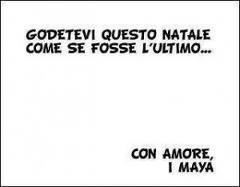 GODETEVI QUESTO NATALE
COME SE FOSSE L'ULTIMO...
CON AMORE,
I MAYA